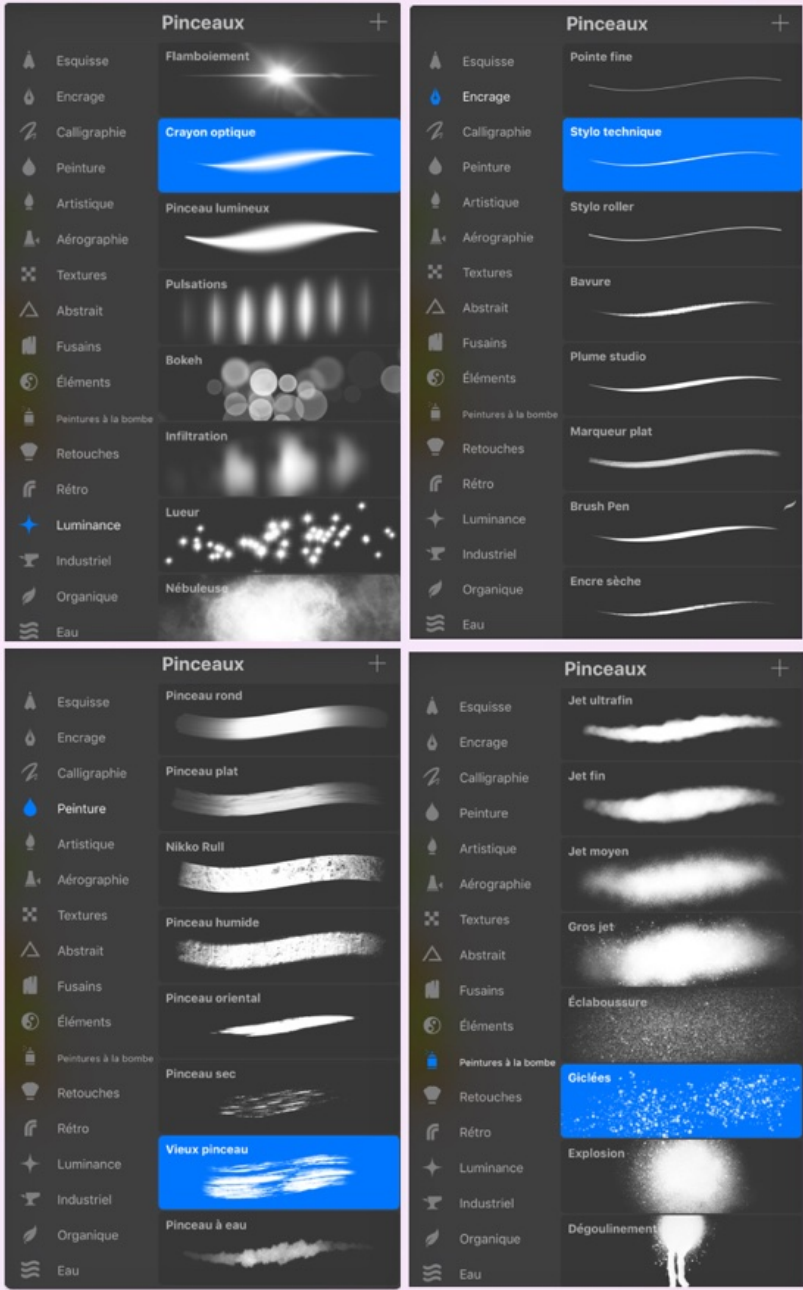 Pinceaux
Esquisse
Encrage
Calligraphie
Peinture
Artistique
Aérographie
Textures
Abstrait
Fusains
Éléments
Peintures à la bombe
Retouches
Rétro
Luminance
Industriel
Organique
Eau
Flamboiement
Crayon optique
Pinceau lumineux
Pulsations
Bokeh
Infiltration
Lueur
Nébuleuse
Pinceaux
Esquisse
Encrage
Calligraphie
Peinture
Artistique
Aérographie
Textures
Abstrait
Fusains
Éléments
Peintures à la bombe
Retouches
Rétro
Luminance
Industriel
Organique
Eau
Pointe fine
Stylo technique
Stylo roller
Bavure
Plume studio
Marqueur plat
Brush Pen
Encre sèche
Pinceaux
Esquisse
Encrage
Calligraphie
Peinture
Artistique
Aérographie
Textures
Abstrait
Fusains
Éléments
Peintures à la bombe
Retouches
Rétro
Luminance
Industriel
Organique
Eau
Pinceau rond
Pinceau plat
Nikko Rull
Pinceau humide
Pinceau oriental
Pinceau sec
Vieux pinceau
Pinceau à eau
Pinceaux
Esquisse
Encrage
Calligraphie
Peinture
Artistique
Aérographie
Textures
Abstrait
Fusains
Éléments
Peintures à la bombe
Retouches
Rétro
Luminance
Industriel
Organique
Eau
Jet ultrafin
Jet fin
Jet moyen
Gros jet
Éclaboussure
Giclées
Explosion
Dégoulinement